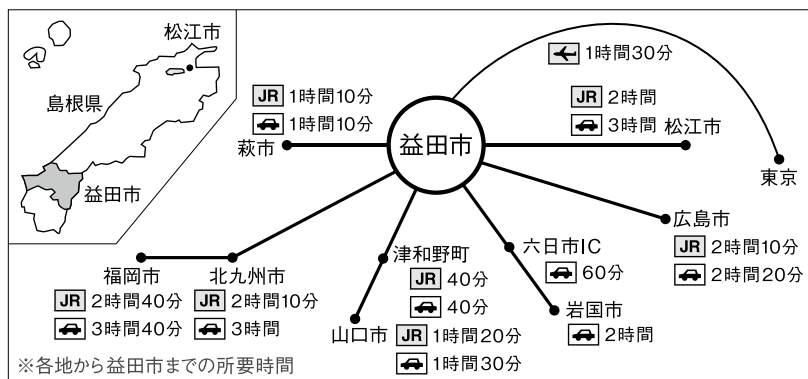 松江市
島根県
益田市
JR 1時間10分
1時間10分
萩市
益田市
1時間30分
東京
JR 2時間
3時間
松江市
広島市
JR 2時間10分
2時間20分
六日市IC
60分
岩国市
2時間
津和野町
JR 40分
40分
山口市
JR 1時間20分
1時間30分
北九州市
JR 2時間10分
3時間
福岡市
JR 2時間40分
3時間40分
※各地から益田市までの所要時間